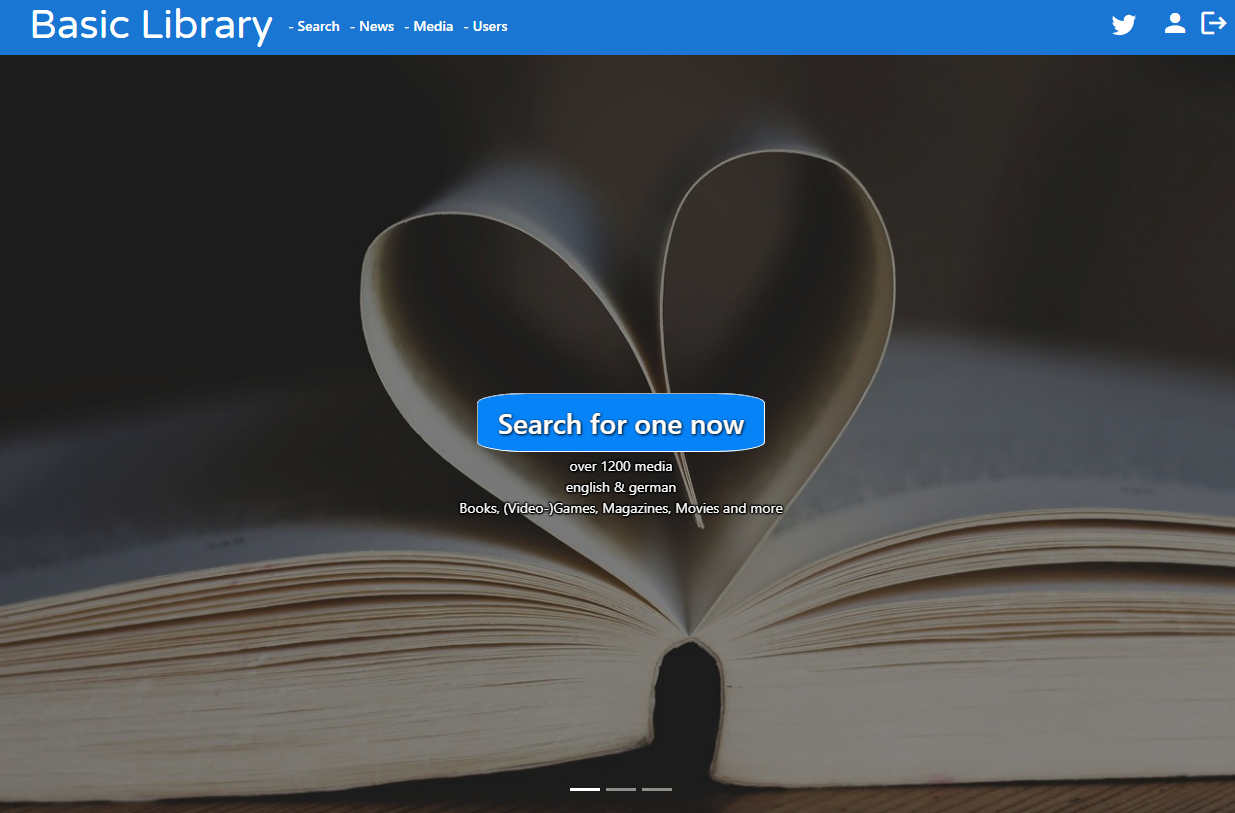 Basic Library - Search - News - Media - Users
Search for one now
over 1200 media
english & german
Books, (Video-)Games, Magazines, Movies and more